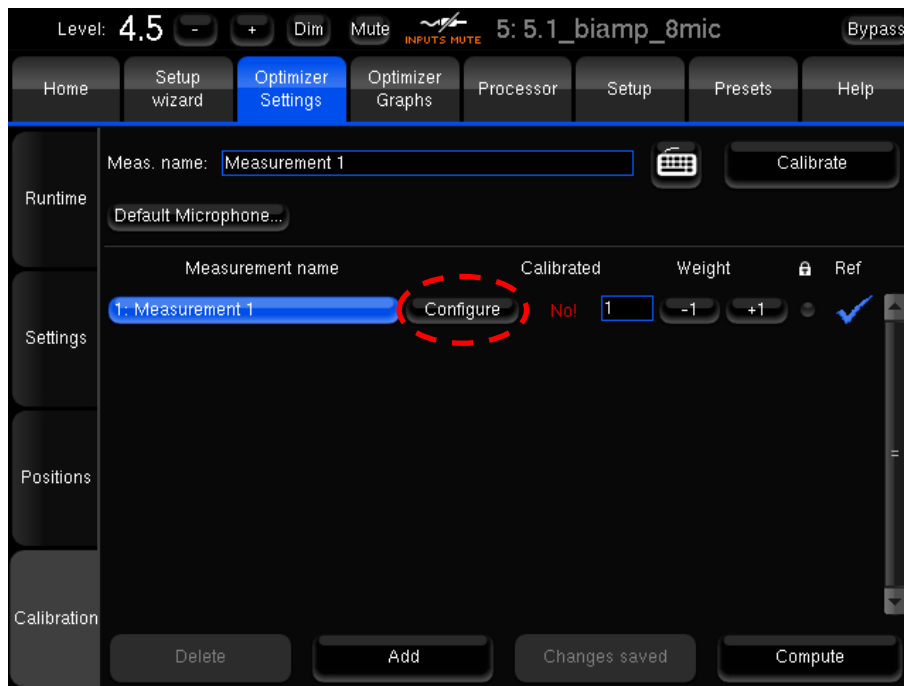 Level: 4.5 - + Dim Mute INPUTS MUTE 5: 5.1_biamp_8mic Bypass
Home Setup wizard Optimizer Settings Optimizer Graphs Processor Setup Presets Help
Runtime
Settings
Positions
Calibration
Meas. name: Measurement 1 Calibrate
Default Microphone...
Measurement name Calibrated Weight Ref
1: Measurement 1 Configure No! 1 -1 +1
Delete Add Changes saved Compute